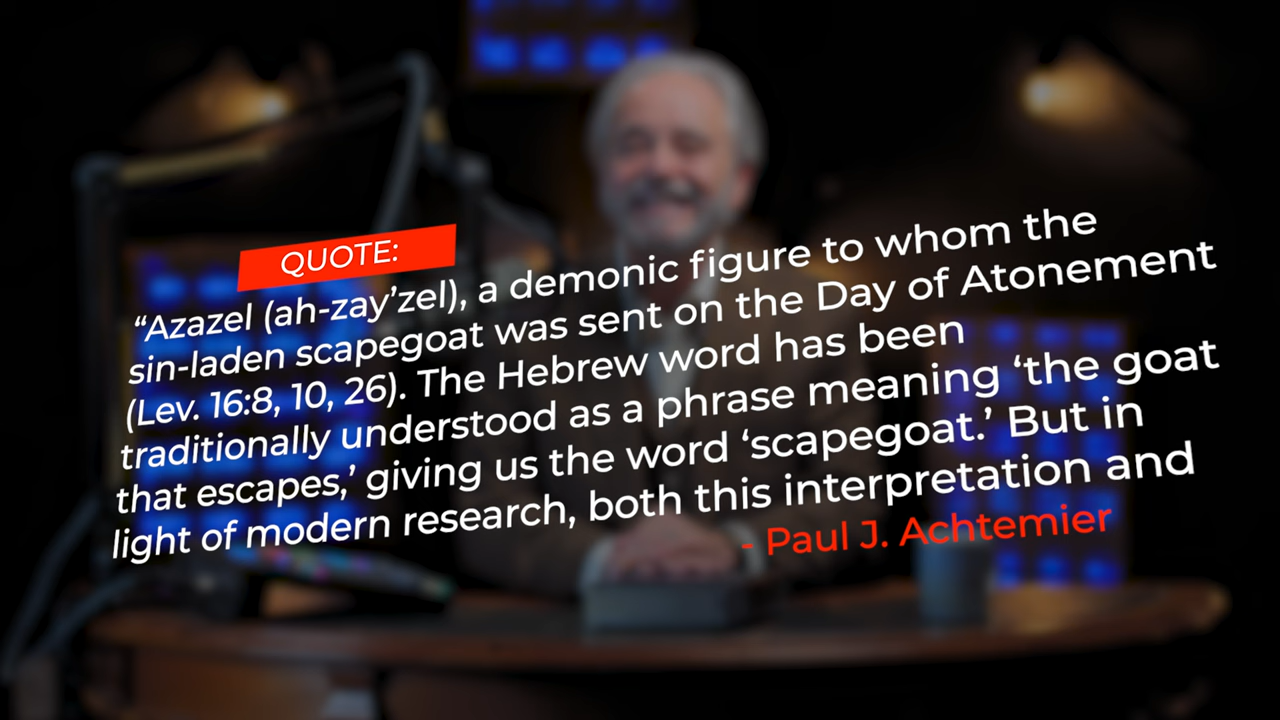 QUOTE:
“Azazel (ah-zay’zel), a demonic figure to whom the
sin-laden scapegoat was sent on the Day of Atonement
(Lev. 16:8, 10, 26). The Hebrew word has been
traditionally understood as a phrase meaning ‘the goat
that escapes,’ giving us the word ‘scapegoat.’ But in
light of modern research, both this interpretation and
- Paul J. Achtemier